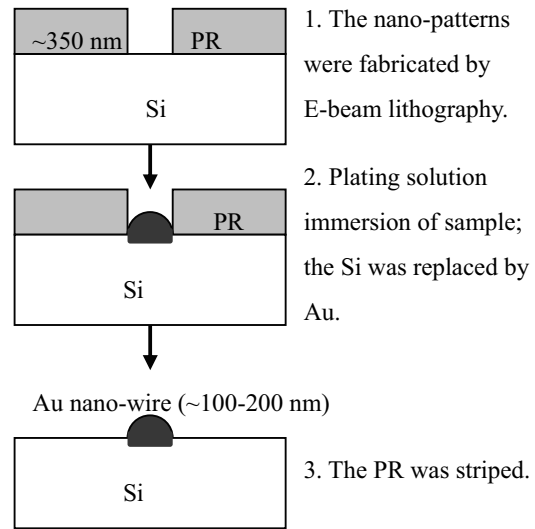 ~350 nm
PR
Si
1. The nano-patterns
were fabricated by
E-beam lithography.
PR
Si
2. Plating solution
immersion of sample;
the Si was replaced by
Au.
Au nano-wire (~100-200 nm)
Si
3. The PR was striped.